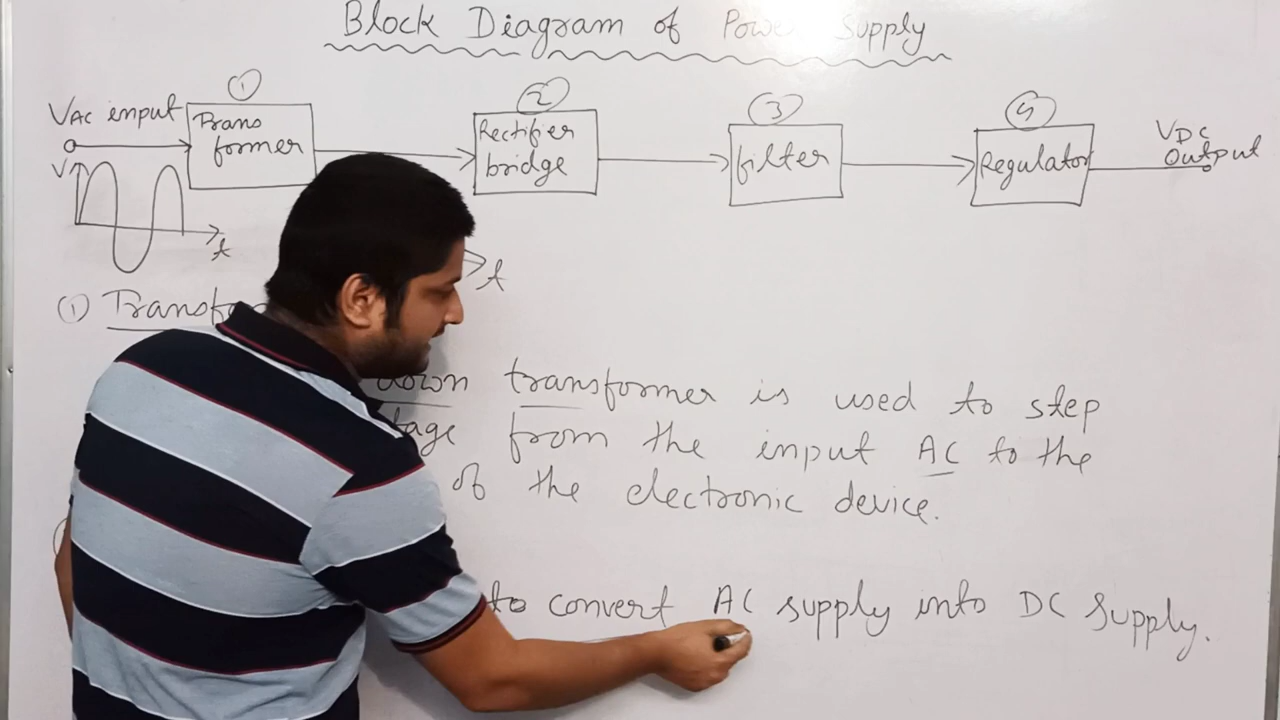 Block Diagram of Power Supply
① ② ③ ④
VAC input
Trans
former
Rectifier
bridge
filter
Regulator
VDC
Output
V
t
t
①
down transformer is used to step
from the input AC to the
of the electronic device.
to convert AC supply into DC Supply.